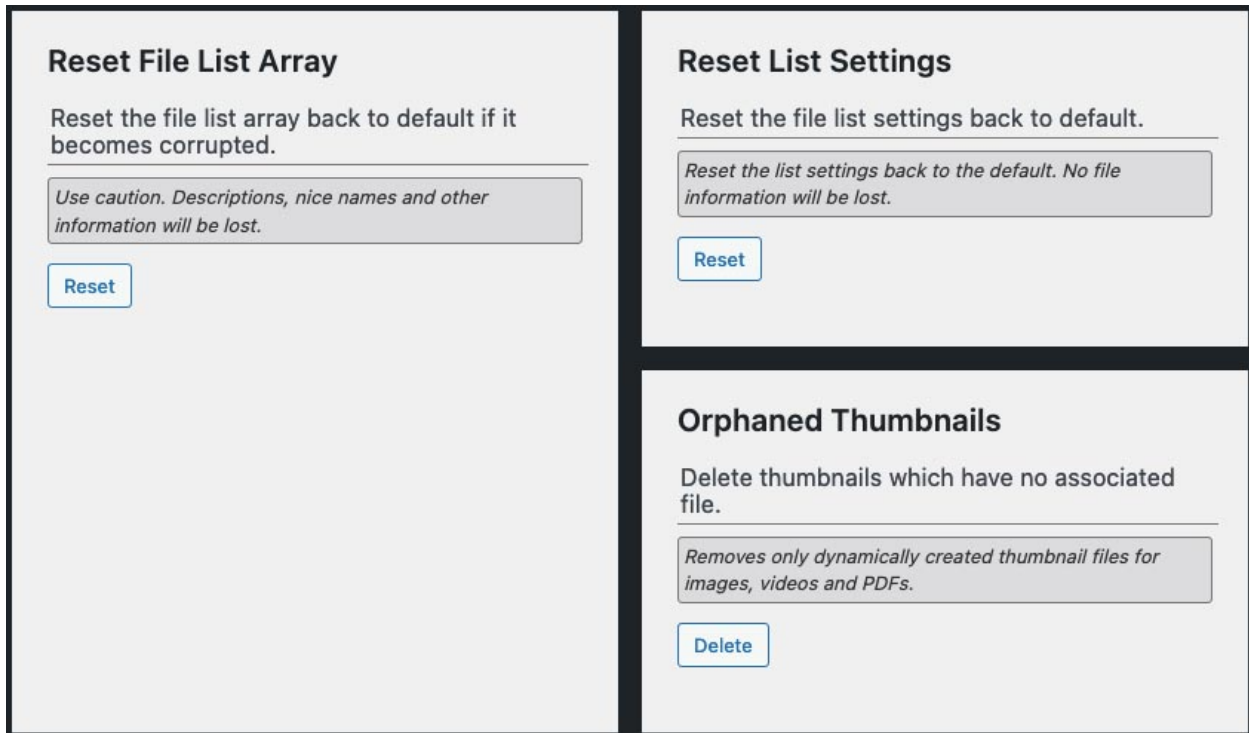 Reset File List Array
Reset the file list array back to default if it
becomes corrupted.
Use caution. Descriptions, nice names and other
information will be lost.
Reset
Reset List Settings
Reset the file list settings back to default.
Reset the list settings back to the default. No file
information will be lost.
Reset
Orphaned Thumbnails
Delete thumbnails which have no associated
file.
Removes only dynamically created thumbnail files for
images, videos and PDFs.
Delete